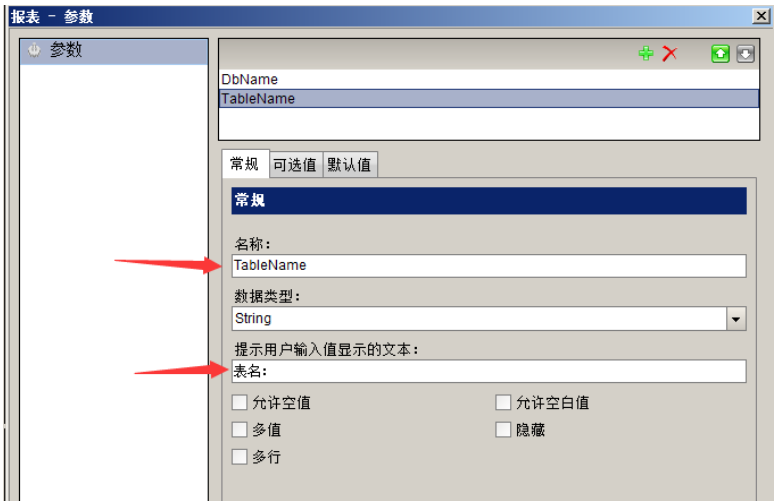 报表 - 参数
参数
DbName
TableName
常规 可选值 默认值
常规
名称:
TableName
数据类型:
String
提示用户输入值显示的文本:
表名:
允许空值 允许空白值
多值 隐藏
多行